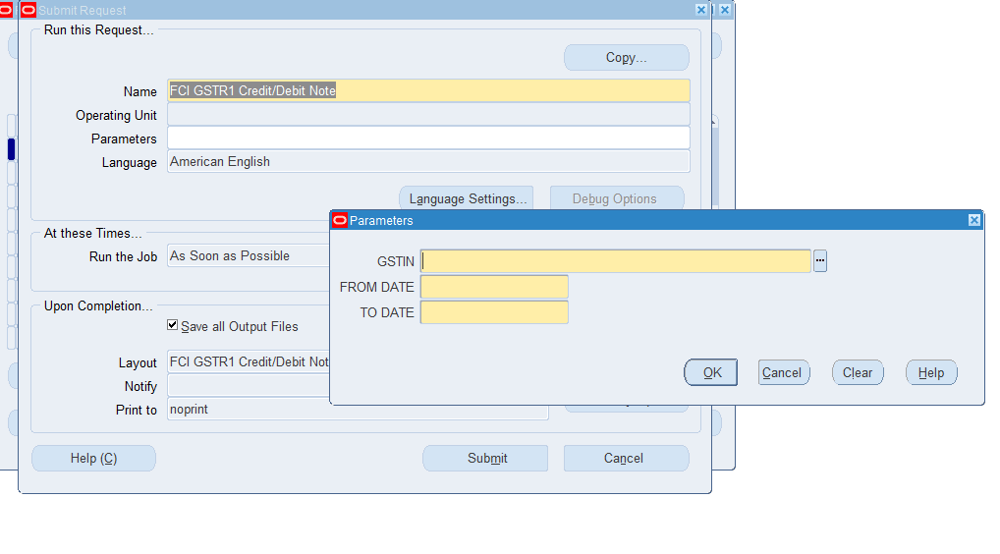 Submit Request
Run this Request...
Copy...
Name FCI GSTR1 Credit/Debit Note
Operating Unit
Parameters
Language American English
Language Settings... Debug Options
Parameters
At these Times...
Run the Job As Soon as Possible
GSTIN
FROM DATE
TO DATE
OK Cancel Clear Help
Upon Completion...
Save all Output Files
Layout FCI GSTR1 Credit/Debit Not
Notify
Print to noprint
Help (C) Submit Cancel